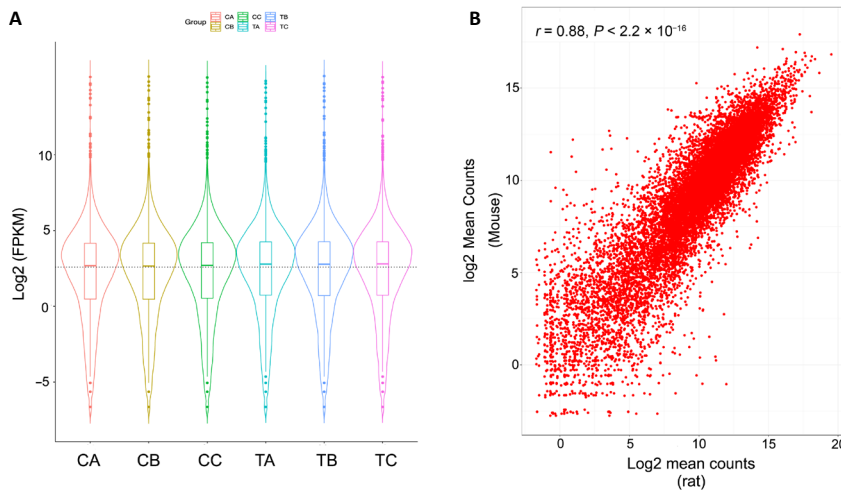 A
Group CA CC TB
CB TA TC
Log2 (FPKM)
10
5
0
−5
CA CB CC TA TB TC
B
r = 0.88, P < 2.2 × 10⁻¹⁶
log2 Mean Counts
(Mouse)
15
10
5
0
0 5 10 15 20
Log2 mean counts
(rat)